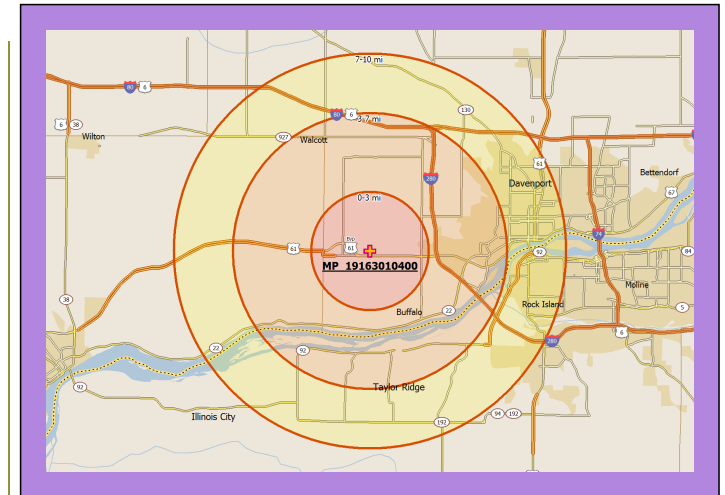 7-10 mi
80 6
130
6 38
80 6
3-7 mi
Wilton
927
Walcott
61
Bettendorf
280
Davenport
67
0-3 mi
74
61
61
92
84
MP 19163010400
38
Moline
Buffalo
22
Rock Island
5
6
22
92
280
92
Taylor Ridge
Illinois City
94 192
192